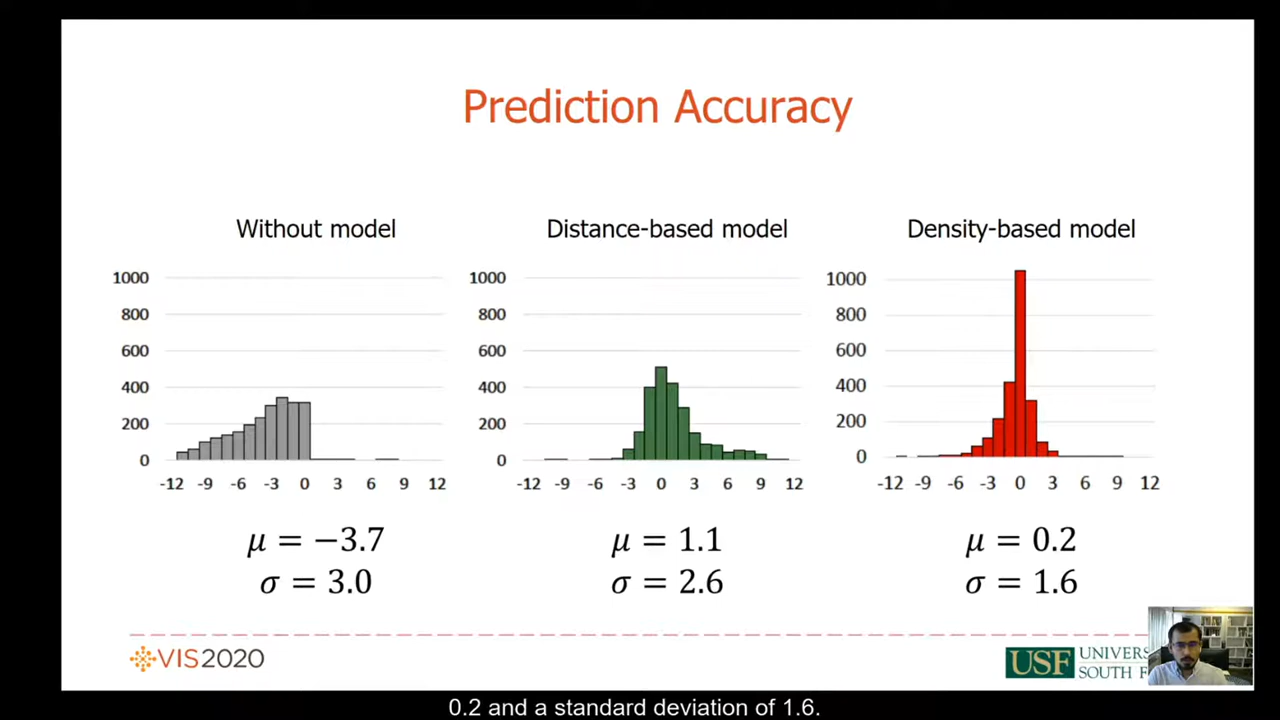 Prediction Accuracy
Without model
Distance-based model
Density-based model
1000
800
600
400
200
0
-12 -9 -6 -3 0 3 6 9 12
1000
800
600
400
200
0
-12 -9 -6 -3 0 3 6 9 12
1000
800
600
400
200
0
-12 -9 -6 -3 0 3 6 9 12
μ = −3.7
σ = 3.0
μ = 1.1
σ = 2.6
μ = 0.2
σ = 1.6
VIS2020
USF
UNIVERS
SOUTH F
0.2 and a standard deviation of 1.6.